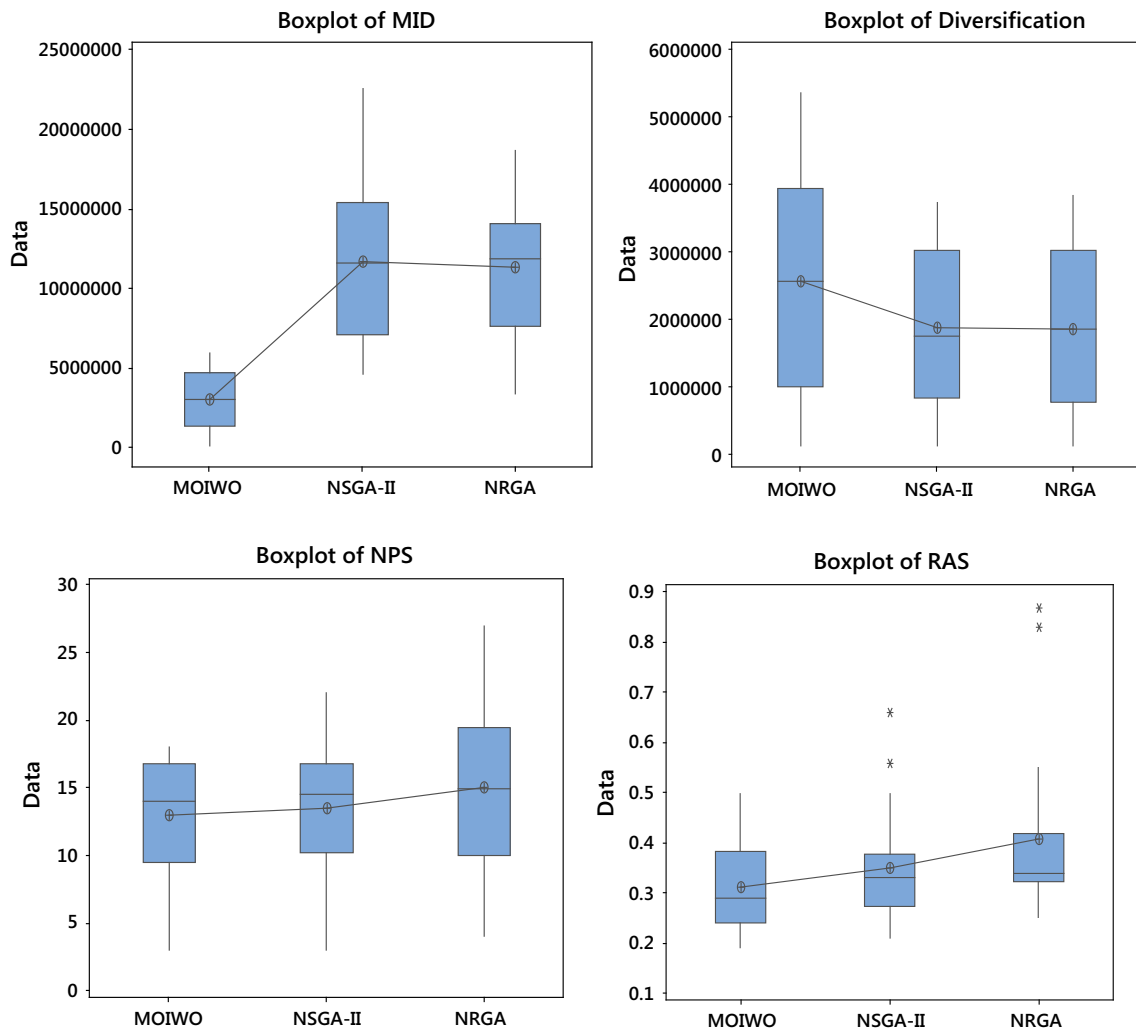 Boxplot of MID
25000000
20000000
15000000
10000000
5000000
0
Data
MOIWO NSGA-II NRGA
Boxplot of Diversification
6000000
5000000
4000000
3000000
2000000
1000000
0
Data
MOIWO NSGA-II NRGA
Boxplot of NPS
30
25
20
15
10
5
0
Data
MOIWO NSGA-II NRGA
Boxplot of RAS
0.9
0.8
0.7
0.6
0.5
0.4
0.3
0.2
0.1
Data
MOIWO NSGA-II NRGA